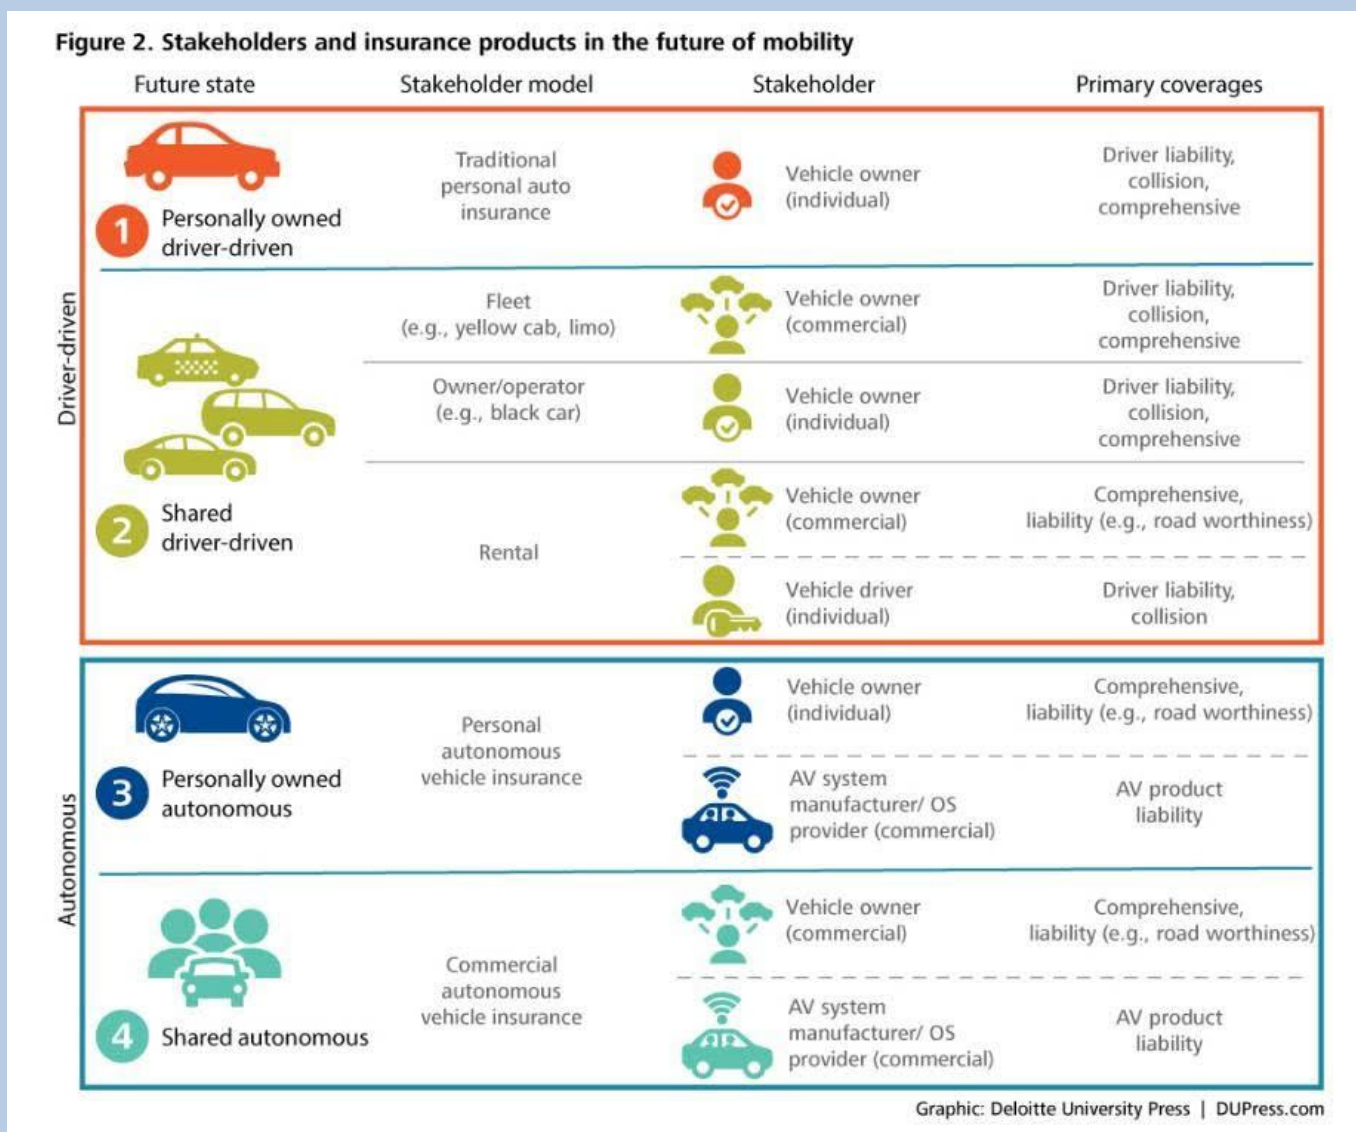 Figure 2. Stakeholders and insurance products in the future of mobility
Future state
Stakeholder model
Stakeholder
Primary coverages
Driver-driven
1
Personally owned
driver-driven
Traditional
personal auto
insurance
Vehicle owner
(individual)
Driver liability,
collision,
comprehensive
2
Shared
driver-driven
Fleet
(e.g., yellow cab, limo)
Vehicle owner
(commercial)
Driver liability,
collision,
comprehensive
Owner/operator
(e.g., black car)
Vehicle owner
(individual)
Driver liability,
collision,
comprehensive
Rental
Vehicle owner
(commercial)
Comprehensive,
liability (e.g., road worthiness)
Vehicle driver
(individual)
Driver liability,
collision
Autonomous
3
Personally owned
autonomous
Personal
autonomous
vehicle insurance
Vehicle owner
(individual)
Comprehensive,
liability (e.g., road worthiness)
AV system
manufacturer/ OS
provider (commercial)
AV product
liability
4
Shared autonomous
Commercial
autonomous
vehicle insurance
Vehicle owner
(commercial)
Comprehensive,
liability (e.g., road worthiness)
AV system
manufacturer/ OS
provider (commercial)
AV product
liability
Graphic: Deloitte University Press | DUPress.com